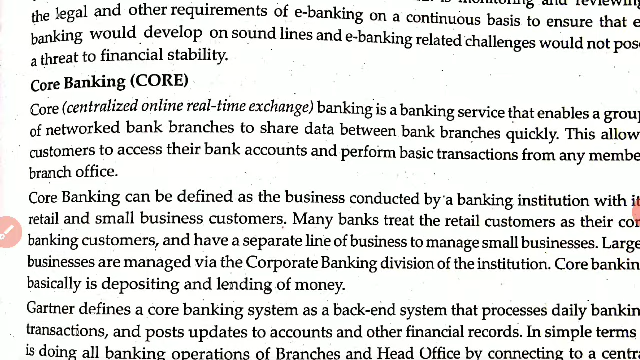 the legal and other requirements of e-banking on a continuous basis to ensure that e
banking would develop on sound lines and e-banking related challenges would not pose
a threat to financial stability.
Core Banking (CORE)
Core (centralized online real-time exchange) banking is a banking service that enables a group
of networked bank branches to share data between bank branches quickly. This allow
customers to access their bank accounts and perform basic transactions from any membe
branch office.
Core Banking can be defined as the business conducted by a banking institution with it
retail and small business customers. Many banks treat the retail customers as their cor
banking customers, and have a separate line of business to manage small businesses. Large
businesses are managed via the Corporate Banking division of the institution. Core bankin
basically is depositing and lending of money.
Gartner defines a core banking system as a back-end system that processes daily bankin
transactions, and posts updates to accounts and other financial records. In simple terms
is doing all banking operations of Branches and Head Office by connecting to a centr